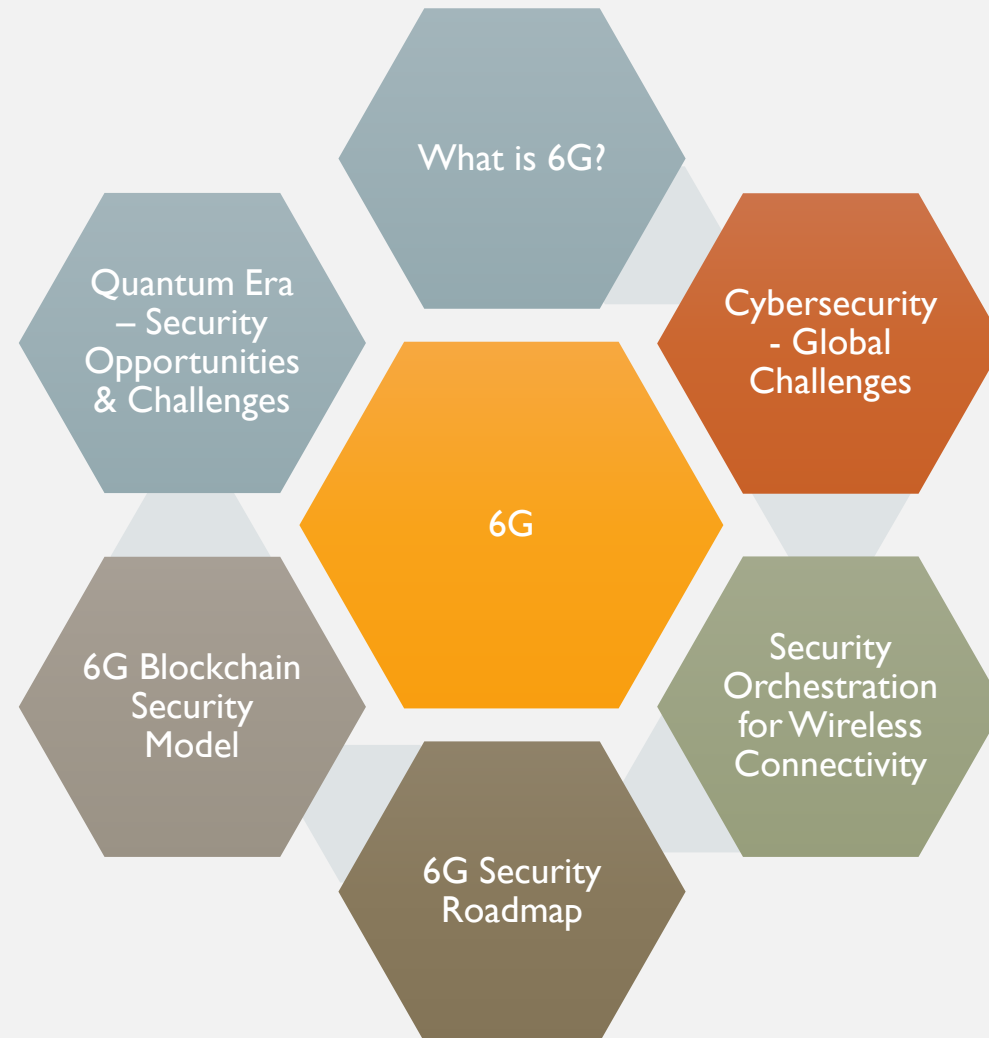 What is 6G?
Cybersecurity
- Global
Challenges
Security
Orchestration
for Wireless
Connectivity
6G Security
Roadmap
6G Blockchain
Security
Model
Quantum Era
– Security
Opportunities
& Challenges
6G